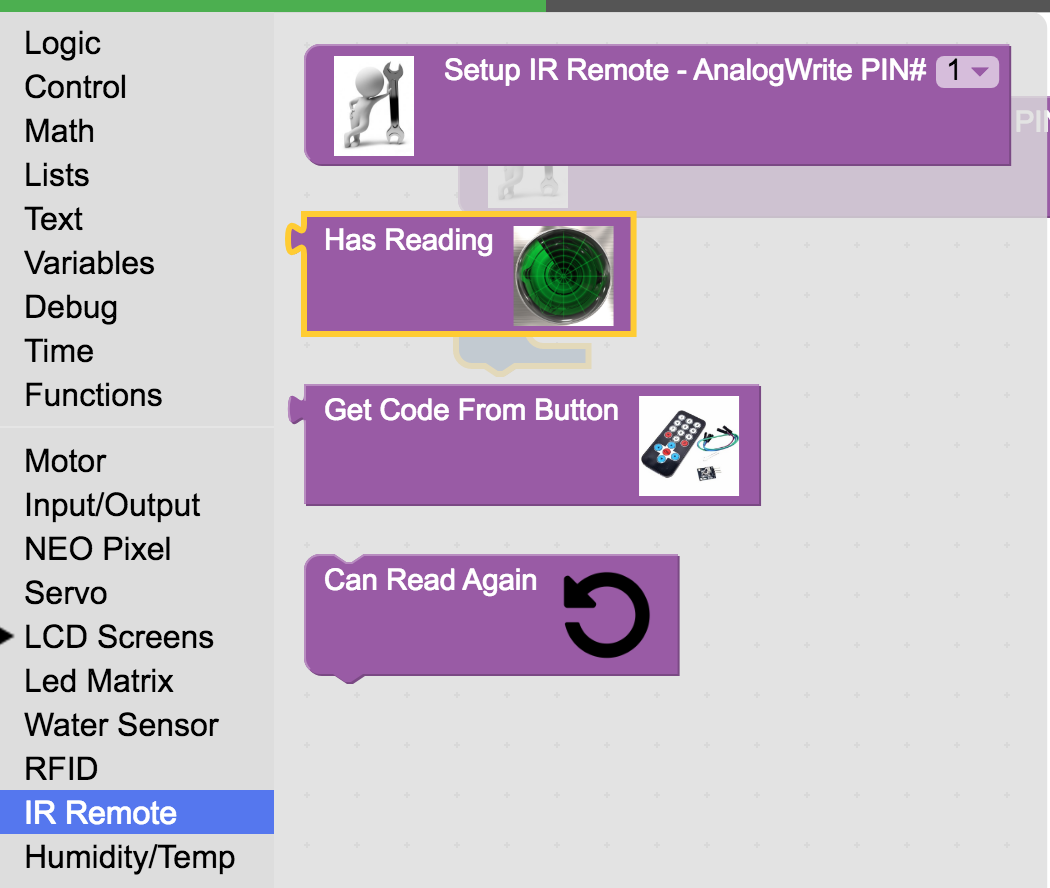 Logic
Control
Math
Lists
Text
Variables
Debug
Time
Functions
Motor
Input/Output
NEO Pixel
Servo
LCD Screens
Led Matrix
Water Sensor
RFID
IR Remote
Humidity/Temp
Setup IR Remote - AnalogWrite PIN# 1
Has Reading
Get Code From Button
Can Read Again